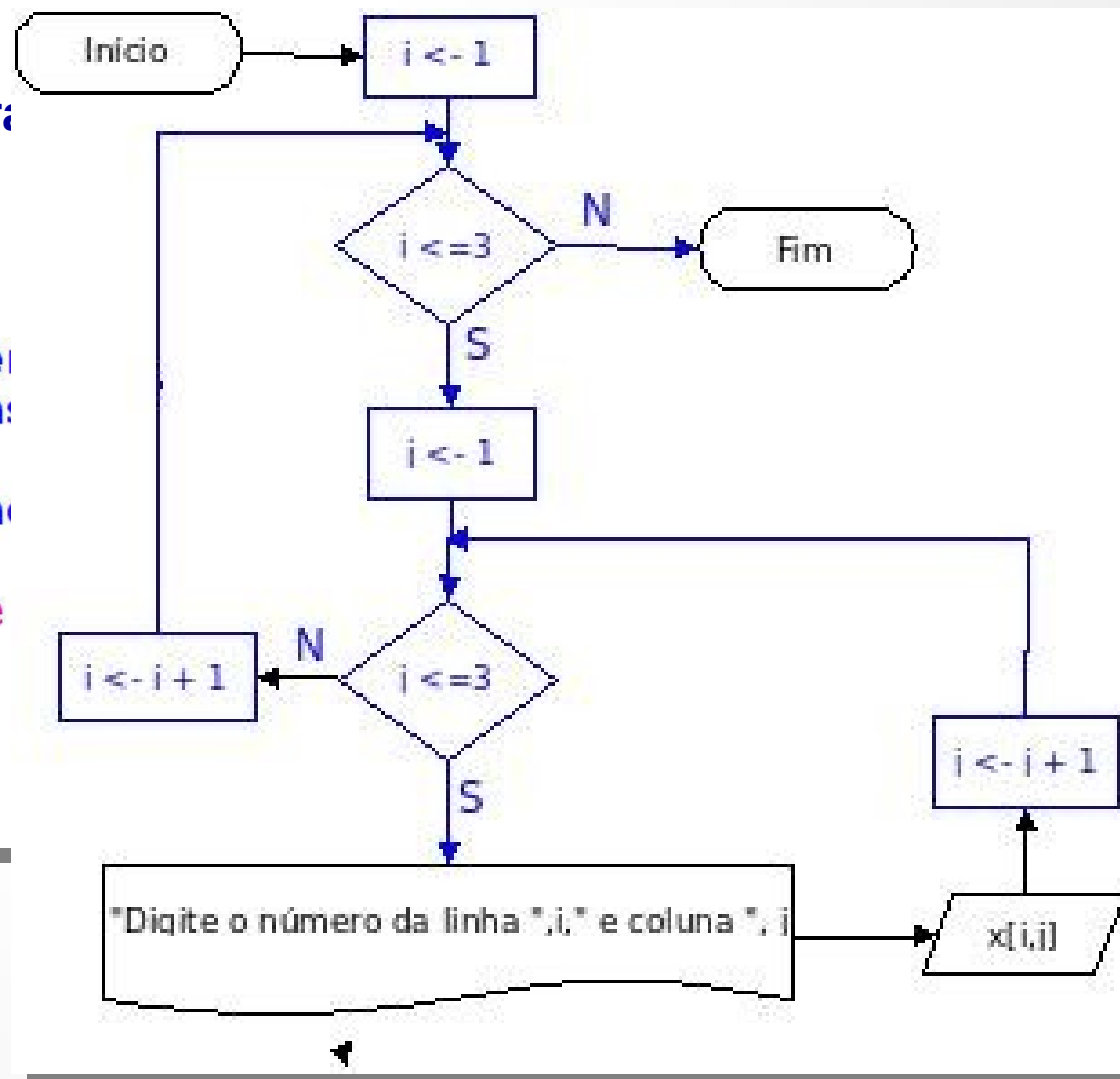 Início
i <- 1
i <=3
N
Fim
S
j <- 1
i <- i + 1
N
j <=3
j <- j + 1
S
"Digite o número da linha ",i," e coluna ", j
x[i,j]